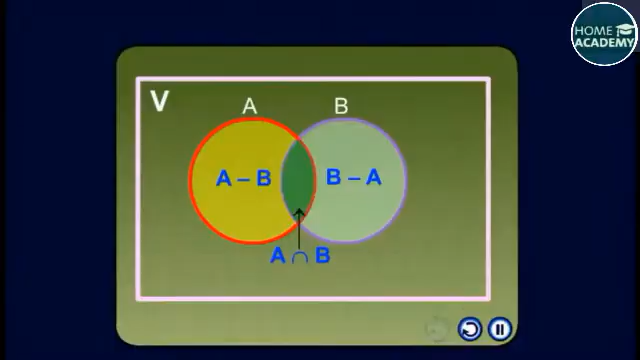 HOME
ACADEMY
V
A
B
A – B
B – A
A ∩ B